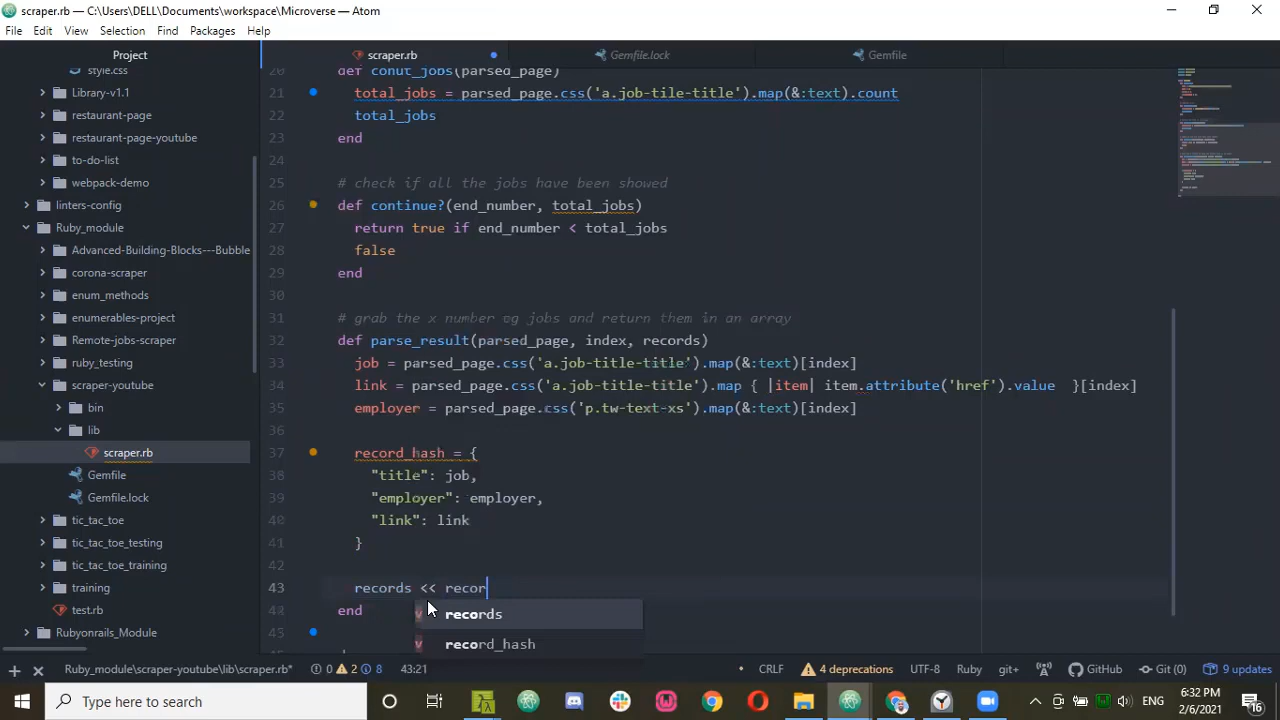 scraper.rb — C:\Users\DELL\Documents\workspace\Microverse — Atom
File Edit View Selection Find Packages Help
Project
scraper.rb
Gemfile.lock
Gemfile
style.css
Library-v1.1
restaurant-page
restaurant-page-youtube
to-do-list
webpack-demo
linters-config
Ruby_module
Advanced-Building-Blocks---Bubble
corona-scraper
enum_methods
enumerables-project
Remote-jobs-scraper
ruby_testing
scraper-youtube
bin
lib
scraper.rb
Gemfile
Gemfile.lock
tic_tac_toe
tic_tac_toe_testing
tic_tac_toe_training
training
test.rb
Rubyonrails_Module
20 def conut_jobs(parsed_page)
21 total_jobs = parsed_page.css('a.job-tile-title').map(&:text).count
22 total_jobs
23 end
24
25 # check if all the jobs have been showed
26 def continue?(end_number, total_jobs)
27 return true if end_number < total_jobs
28 false
29 end
30
31 # grab the x number og jobs and return them in an array
32 def parse_result(parsed_page, index, records)
33 job = parsed_page.css('a.job-title-title').map(&:text)[index]
34 link = parsed_page.css('a.job-title-title').map { |item| item.attribute('href').value }[index]
35 employer = parsed_page.css('p.tw-text-xs').map(&:text)[index]
36
37 record_hash = {
38 "title": job,
39 "employer": employer,
40 "link": link
41 }
42
43 records << recor
44 end
records
record_hash
45
Ruby_module\scraper-youtube\lib\scraper.rb* 0 2 8 43:21 CRLF 4 deprecations UTF-8 Ruby git+ GitHub Git (0) 9 updates
Type here to search
ENG
6:32 PM
2/6/2021
16